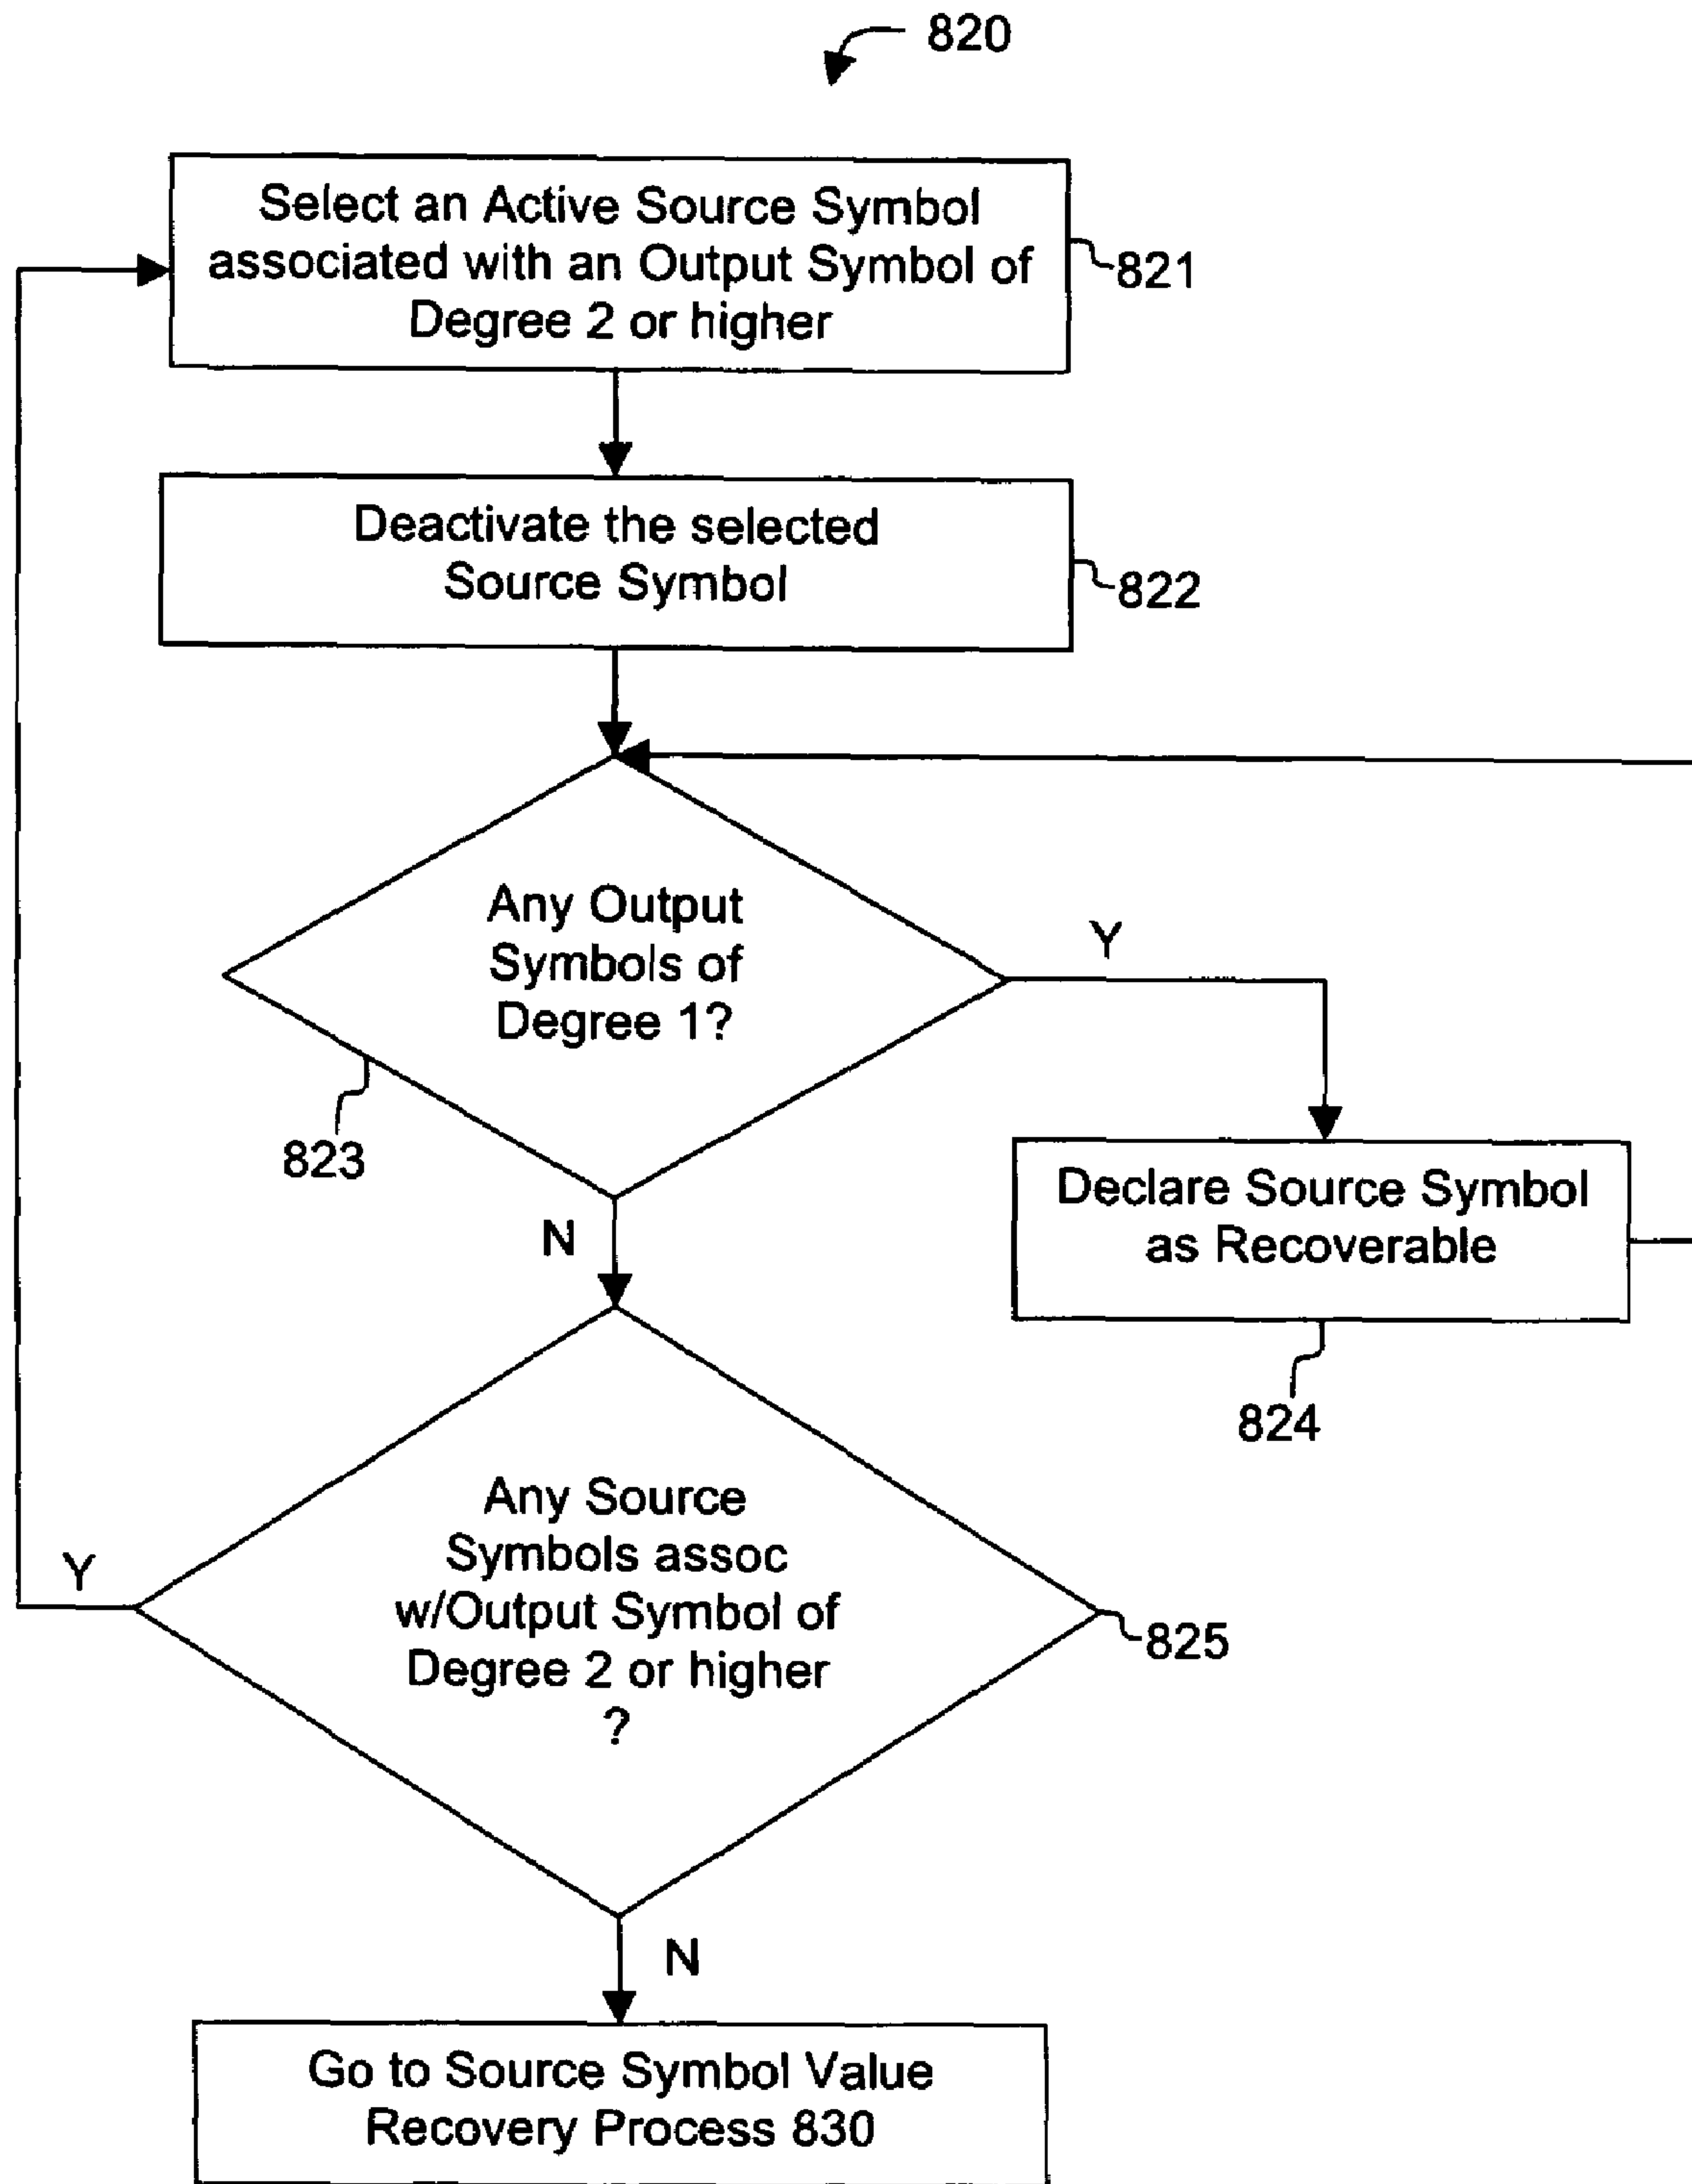 820
Select an Active Source Symbol
associated with an Output Symbol of
Degree 2 or higher
821
Deactivate the selected
Source Symbol
822
Any Output
Symbols of
Degree 1?
Y
823
N
Declare Source Symbol
as Recoverable
824
Any Source
Symbols assoc
w/Output Symbol of
Degree 2 or higher
?
Y
825
N
Go to Source Symbol Value
Recovery Process 830